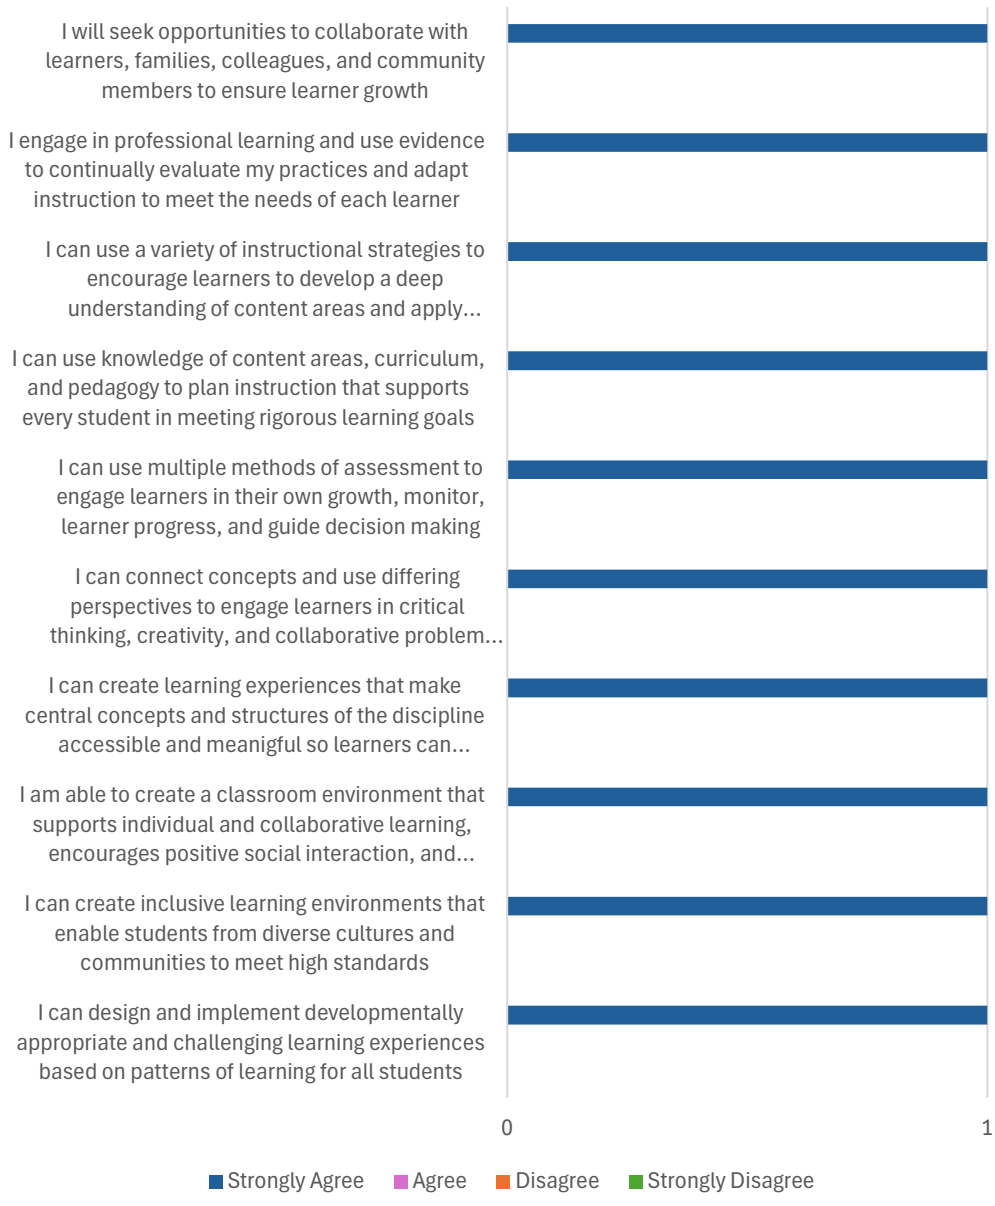 I will seek opportunities to collaborate with
learners, families, colleagues, and community
members to ensure learner growth
I engage in professional learning and use evidence
to continually evaluate my practices and adapt
instruction to meet the needs of each learner
I can use a variety of instructional strategies to
encourage learners to develop a deep
understanding of content areas and apply...
I can use knowledge of content areas, curriculum,
and pedagogy to plan instruction that supports
every student in meeting rigorous learning goals
I can use multiple methods of assessment to
engage learners in their own growth, monitor,
learner progress, and guide decision making
I can connect concepts and use differing
perspectives to engage learners in critical
thinking, creativity, and collaborative problem...
I can create learning experiences that make
central concepts and structures of the discipline
accessible and meanigful so learners can...
I am able to create a classroom environment that
supports individual and collaborative learning,
encourages positive social interaction, and...
I can create inclusive learning environments that
enable students from diverse cultures and
communities to meet high standards
I can design and implement developmentally
appropriate and challenging learning experiences
based on patterns of learning for all students
0 1
Strongly Agree Agree Disagree Strongly Disagree